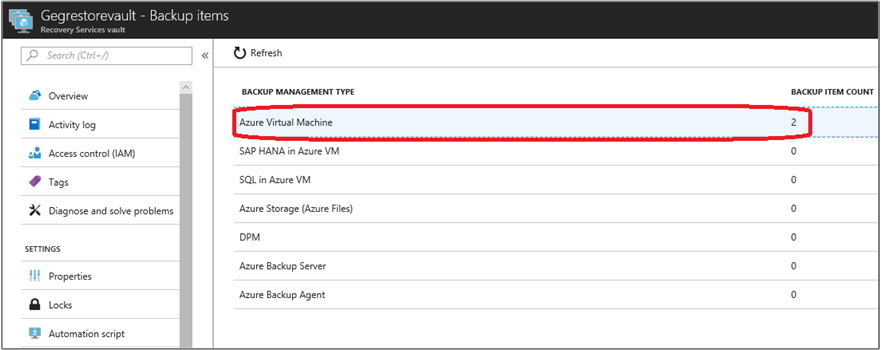 Gegrestorevault - Backup items
Recovery Services vault
Search (Ctrl+/)
«
Refresh
Overview
Activity log
Access control (IAM)
Tags
Diagnose and solve problems
SETTINGS
Properties
Locks
Automation script
BACKUP MANAGEMENT TYPE BACKUP ITEM COUNT
Azure Virtual Machine 2
SAP HANA in Azure VM 0
SQL in Azure VM 0
Azure Storage (Azure Files) 0
DPM 0
Azure Backup Server 0
Azure Backup Agent 0